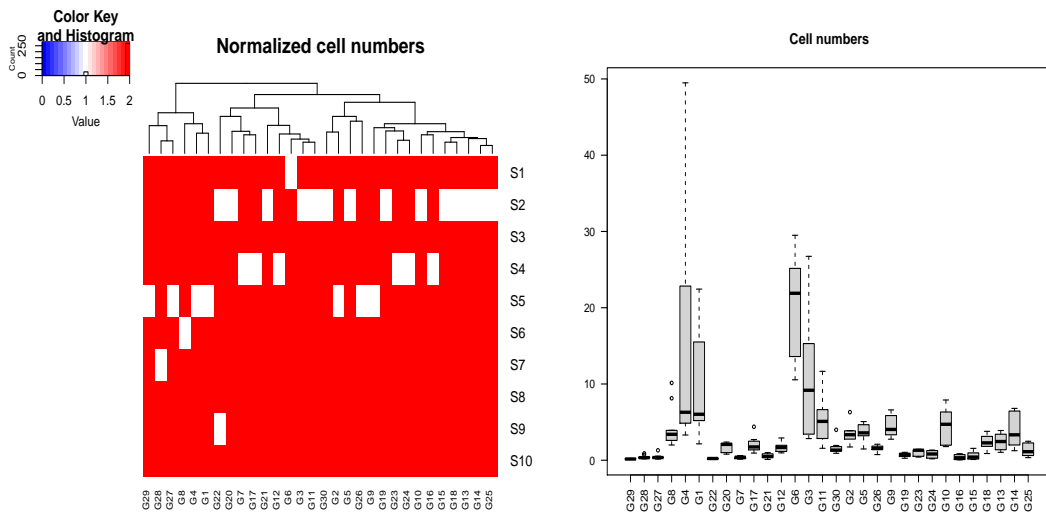 Color Key
and Histogram
Count
0
250
0 0.5 1 1.5 2
Value
Normalized cell numbers
S1
S2
S3
S4
S5
S6
S7
S8
S9
S10
G29 G28 G27 G8 G4 G1 G22 G20 G7 G17 G21 G12 G6 G3 G11 G30 G2 G5 G26 G9 G19 G23 G24 G10 G16 G15 G18 G13 G14 G25
Cell numbers
50
40
30
20
10
0
G29 G28 G27 G8 G4 G1 G22 G20 G7 G17 G21 G12 G6 G3 G11 G30 G2 G5 G26 G9 G19 G23 G24 G10 G16 G15 G18 G13 G14 G25